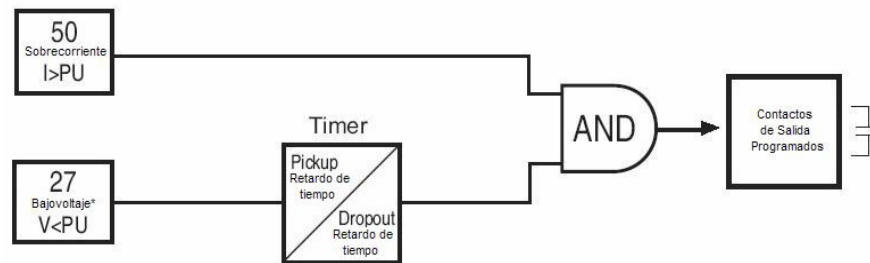 50
Sobrecorriente
I>PU
Timer
Pickup
Retardo de
tiempo
Dropout
Retardo de
tiempo
27
Bajovoltaje*
V<PU
AND
Contactos
de Salida
Programados